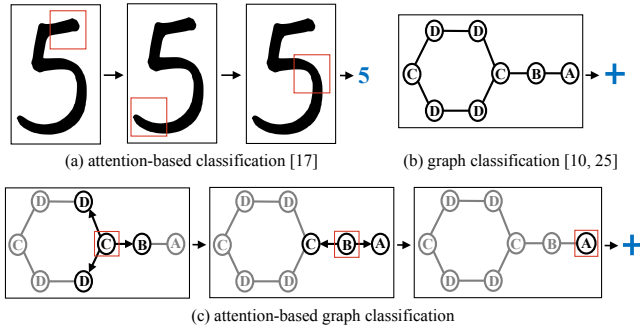 5 5 5 5
D D
C C B A +
D D
(a) attention-based classification [17]
(b) graph classification [10, 25]
D D D D D D
C C B A C C B A C C B A +
D D D D D D
(c) attention-based graph classification